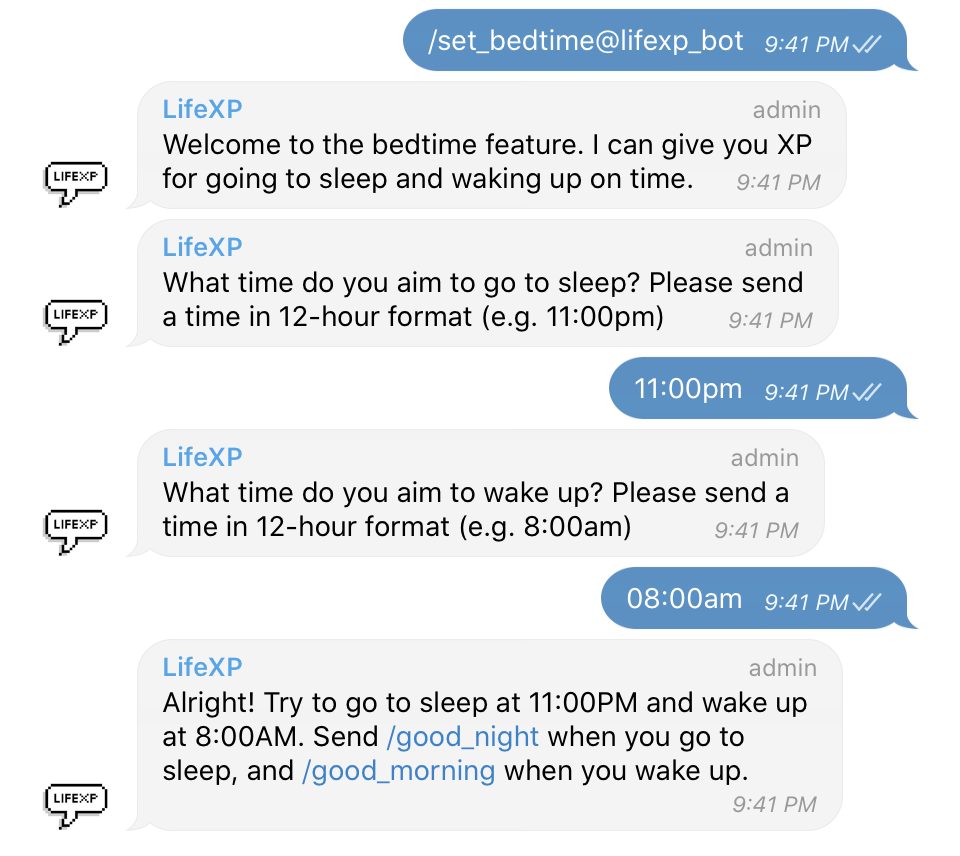 /set_bedtime@lifexp_bot 9:41 PM
LifeXP admin
Welcome to the bedtime feature. I can give you XP
for going to sleep and waking up on time. 9:41 PM
LIFEXP
LifeXP admin
What time do you aim to go to sleep? Please send
a time in 12-hour format (e.g. 11:00pm) 9:41 PM
LIFEXP
11:00pm 9:41 PM
LifeXP admin
What time do you aim to wake up? Please send a
time in 12-hour format (e.g. 8:00am) 9:41 PM
LIFEXP
08:00am 9:41 PM
LifeXP admin
Alright! Try to go to sleep at 11:00PM and wake up
at 8:00AM. Send /good_night when you go to
sleep, and /good_morning when you wake up.
LIFEXP 9:41 PM